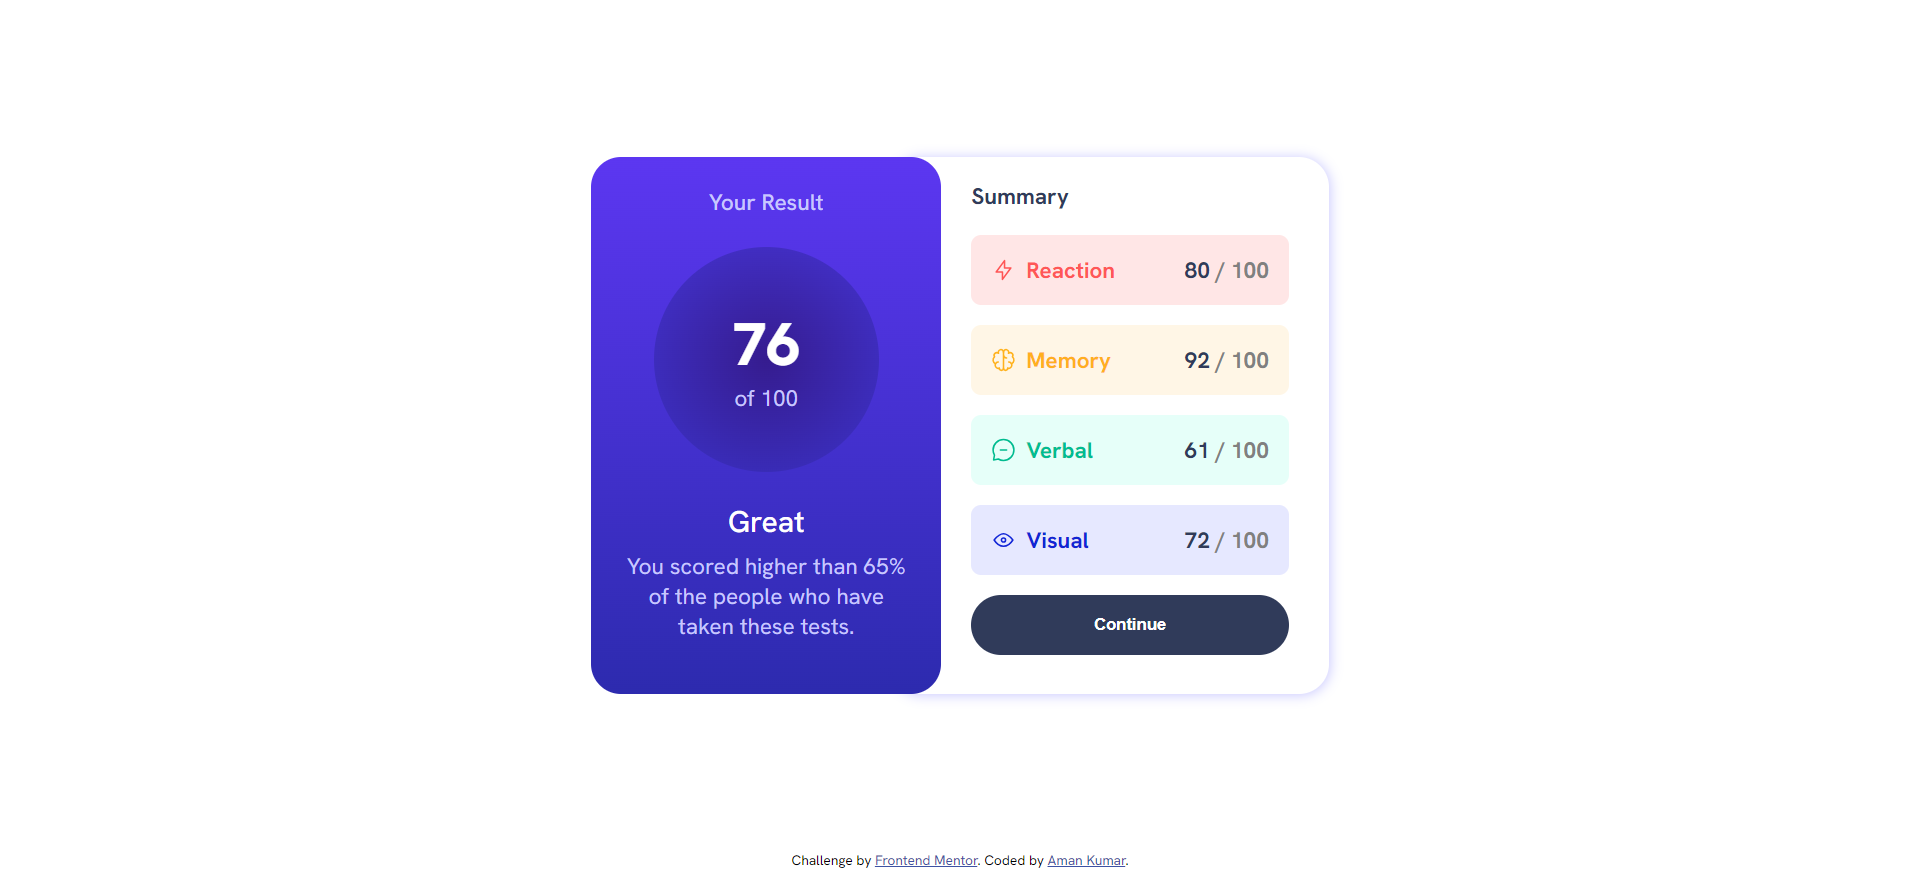 Your Result
76
of 100
Great
You scored higher than 65%
of the people who have
taken these tests.
Summary
Reaction 80 / 100
Memory 92 / 100
Verbal 61 / 100
Visual 72 / 100
Continue
Challenge by Frontend Mentor. Coded by Aman Kumar.